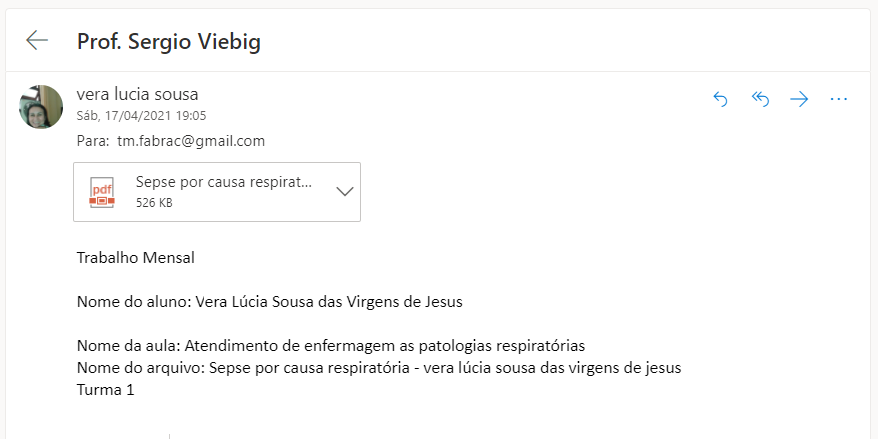 Prof. Sergio Viebig
vera lucia sousa
Sáb, 17/04/2021 19:05
Para: tm.fabrac@gmail.com
pdf
Sepse por causa respirat...
526 KB
Trabalho Mensal
Nome do aluno: Vera Lúcia Sousa das Virgens de Jesus
Nome da aula: Atendimento de enfermagem as patologias respiratórias
Nome do arquivo: Sepse por causa respiratória - vera lúcia sousa das virgens de jesus
Turma 1